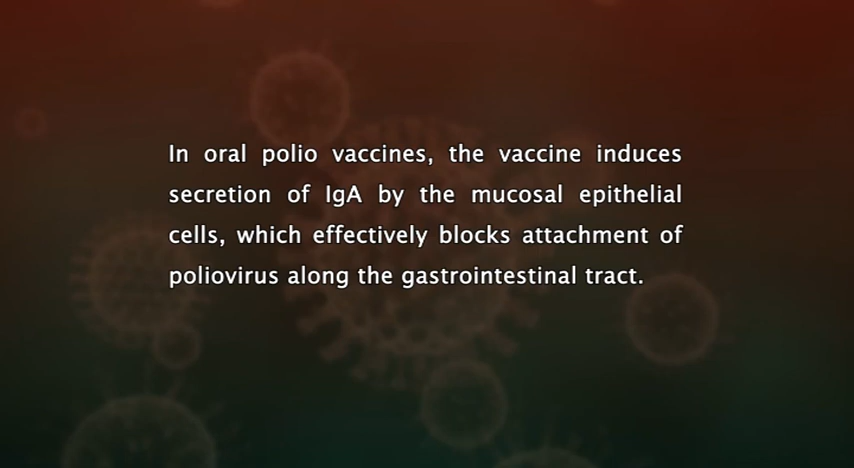 In oral polio vaccines, the vaccine induces
secretion of IgA by the mucosal epithelial
cells, which effectively blocks attachment of
poliovirus along the gastrointestinal tract.